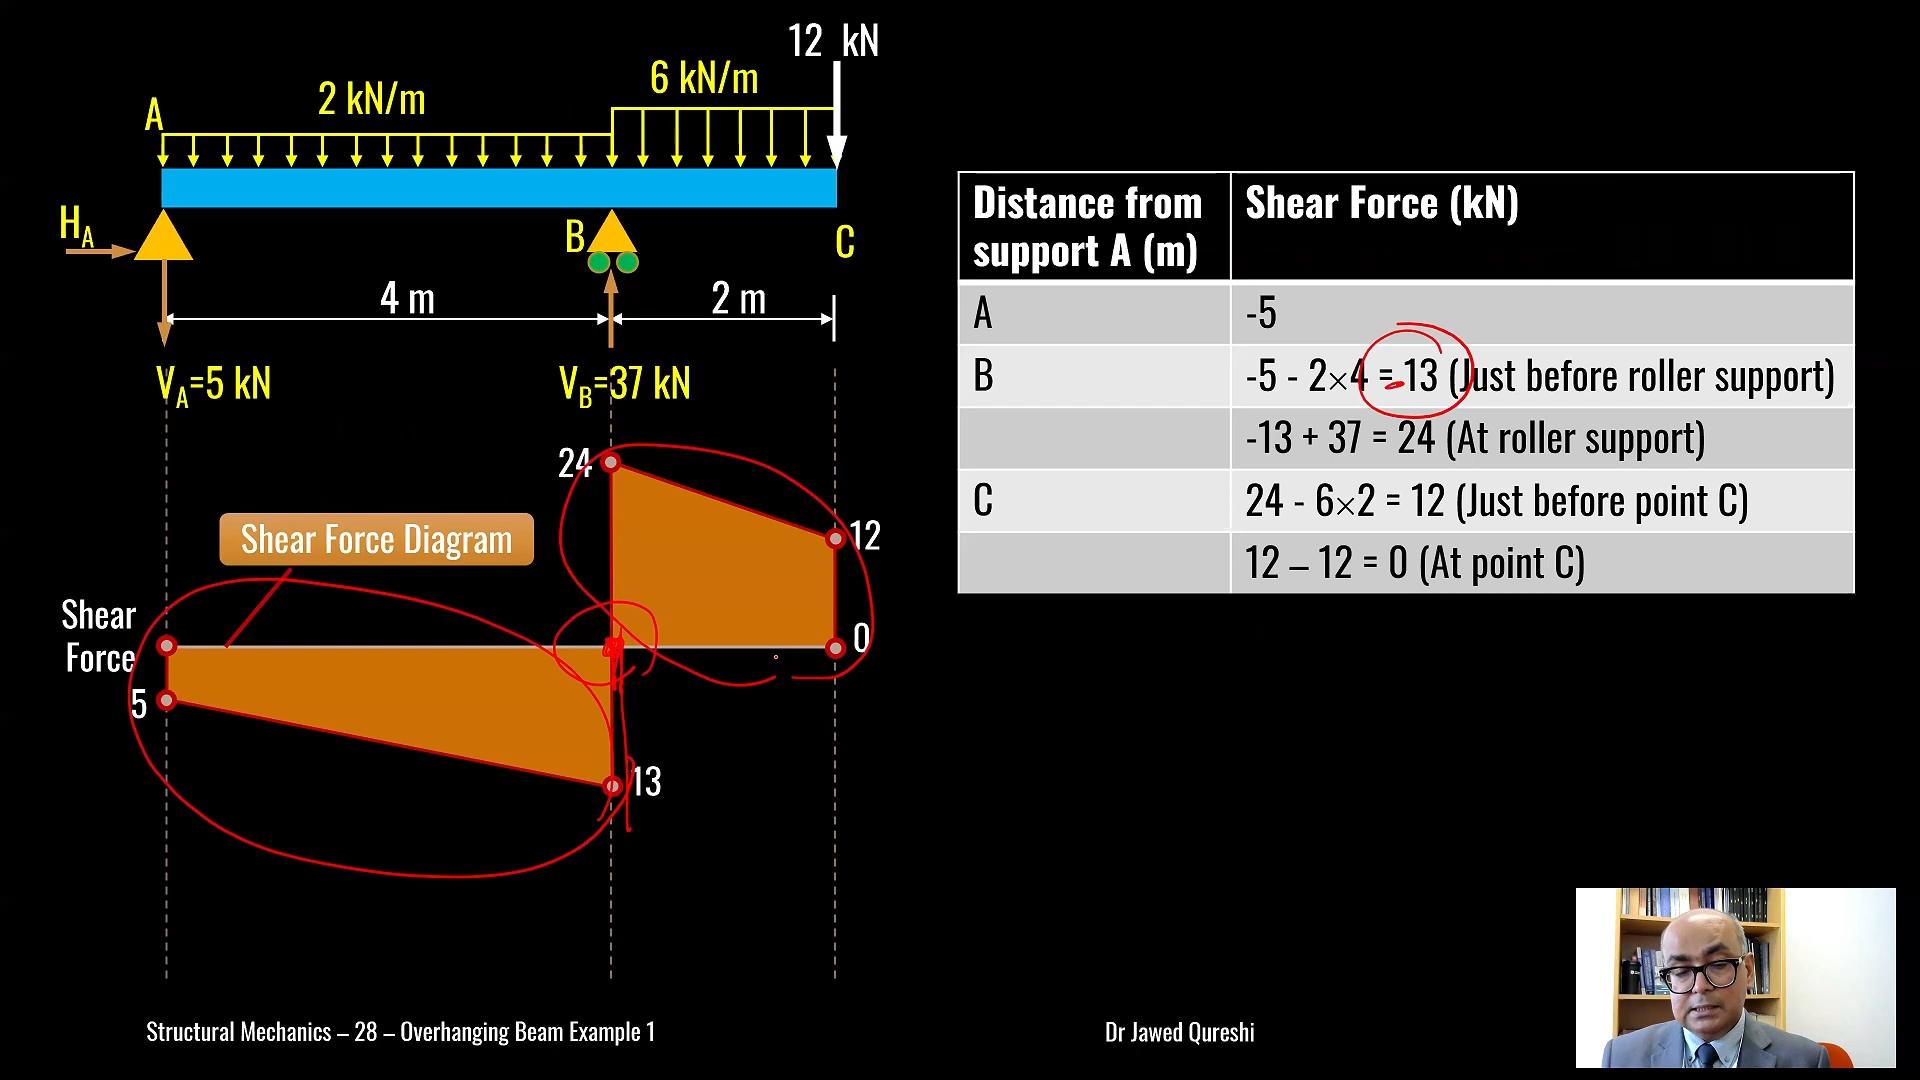 12 kN
6 kN/m
2 kN/m
A
H_A
B
C
4 m
2 m
V_A=5 kN
V_B=37 kN
24
12
Shear Force Diagram
Shear
Force
0
5
13
Distance from support A (m)
Shear Force (kN)
A
-5
B
-5 - 2×4 =-13 (Just before roller support)
-13 + 37 = 24 (At roller support)
C
24 - 6×2 = 12 (Just before point C)
12 – 12 = 0 (At point C)
Structural Mechanics – 28 – Overhanging Beam Example 1
Dr Jawed Qureshi